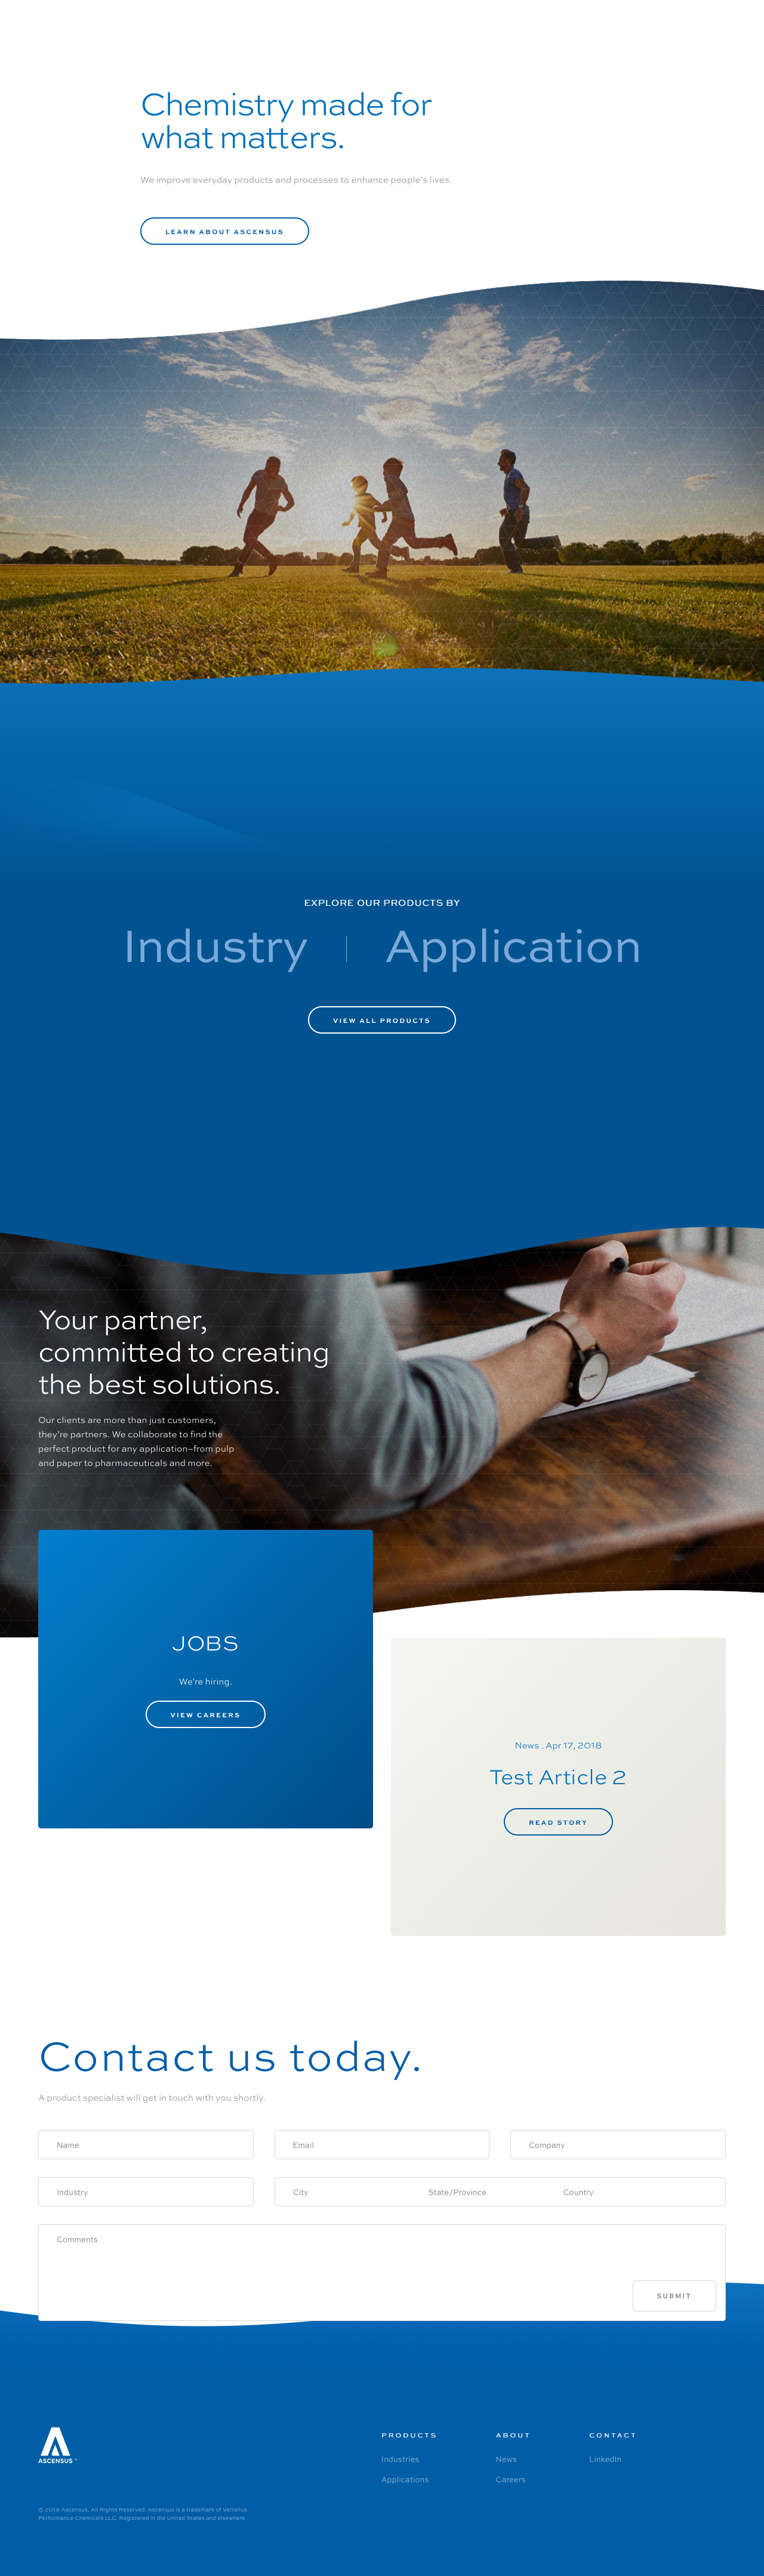 Chemistry made for
what matters.
We improve everyday products and processes to enhance people's lives.
LEARN ABOUT ASCENSUS
EXPLORE OUR PRODUCTS BY
Industry | Application
VIEW ALL PRODUCTS
Your partner,
committed to creating
the best solutions.
Our clients are more than just customers,
they're partners. We collaborate to find the
perfect product for any application–from pulp
and paper to pharmaceuticals and more.
JOBS
We're hiring.
VIEW CAREERS
News . Apr 17, 2018
Test Article 2
READ STORY
Contact us today.
A product specialist will get in touch with you shortly.
Name Email Company
Industry City State/Province Country
Comments
SUBMIT
PRODUCTS ABOUT CONTACT
Industries News LinkedIn
Applications Careers
ASCENSUS™
© 2018 Ascensus. All Rights Reserved. Ascensus is a trademark of Vertellus
Performance Chemicals LLC. Registered in the United States and elsewhere.